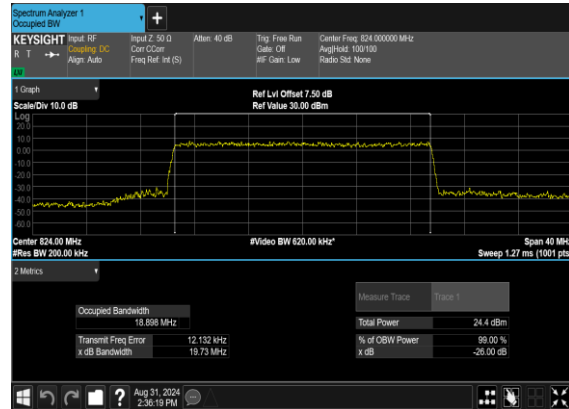 Spectrum Analyzer 1
Occupied BW
+
KEYSIGHT Input: RF Input Z: 50 Ω Atten: 40 dB Trig: Free Run Center Freq: 824.000000 MHz
R T Coupling: DC Corr CCorr Gate: Off Avg|Hold: 100/100
Align: Auto Freq Ref: Int (S) #IF Gain: Low Radio Std: None
LW
1 Graph
Ref Lvl Offset 7.50 dB
Scale/Div 10.0 dB Ref Value 30.00 dBm
Log
20.0
10.0
0.00
-10.0
-20.0
-30.0
-40.0
-50.0
-60.0
Center 824.00 MHz #Video BW 620.00 kHz* Span 40 MHz
#Res BW 200.00 kHz Sweep 1.27 ms (1001 pts)
2 Metrics
Measure Trace Trace 1
Occupied Bandwidth
18.898 MHz
Total Power 24.4 dBm
Transmit Freq Error 12.132 kHz % of OBW Power 99.00 %
x dB Bandwidth 19.73 MHz x dB -26.00 dB
? Aug 31, 2024
2:36:19 PM